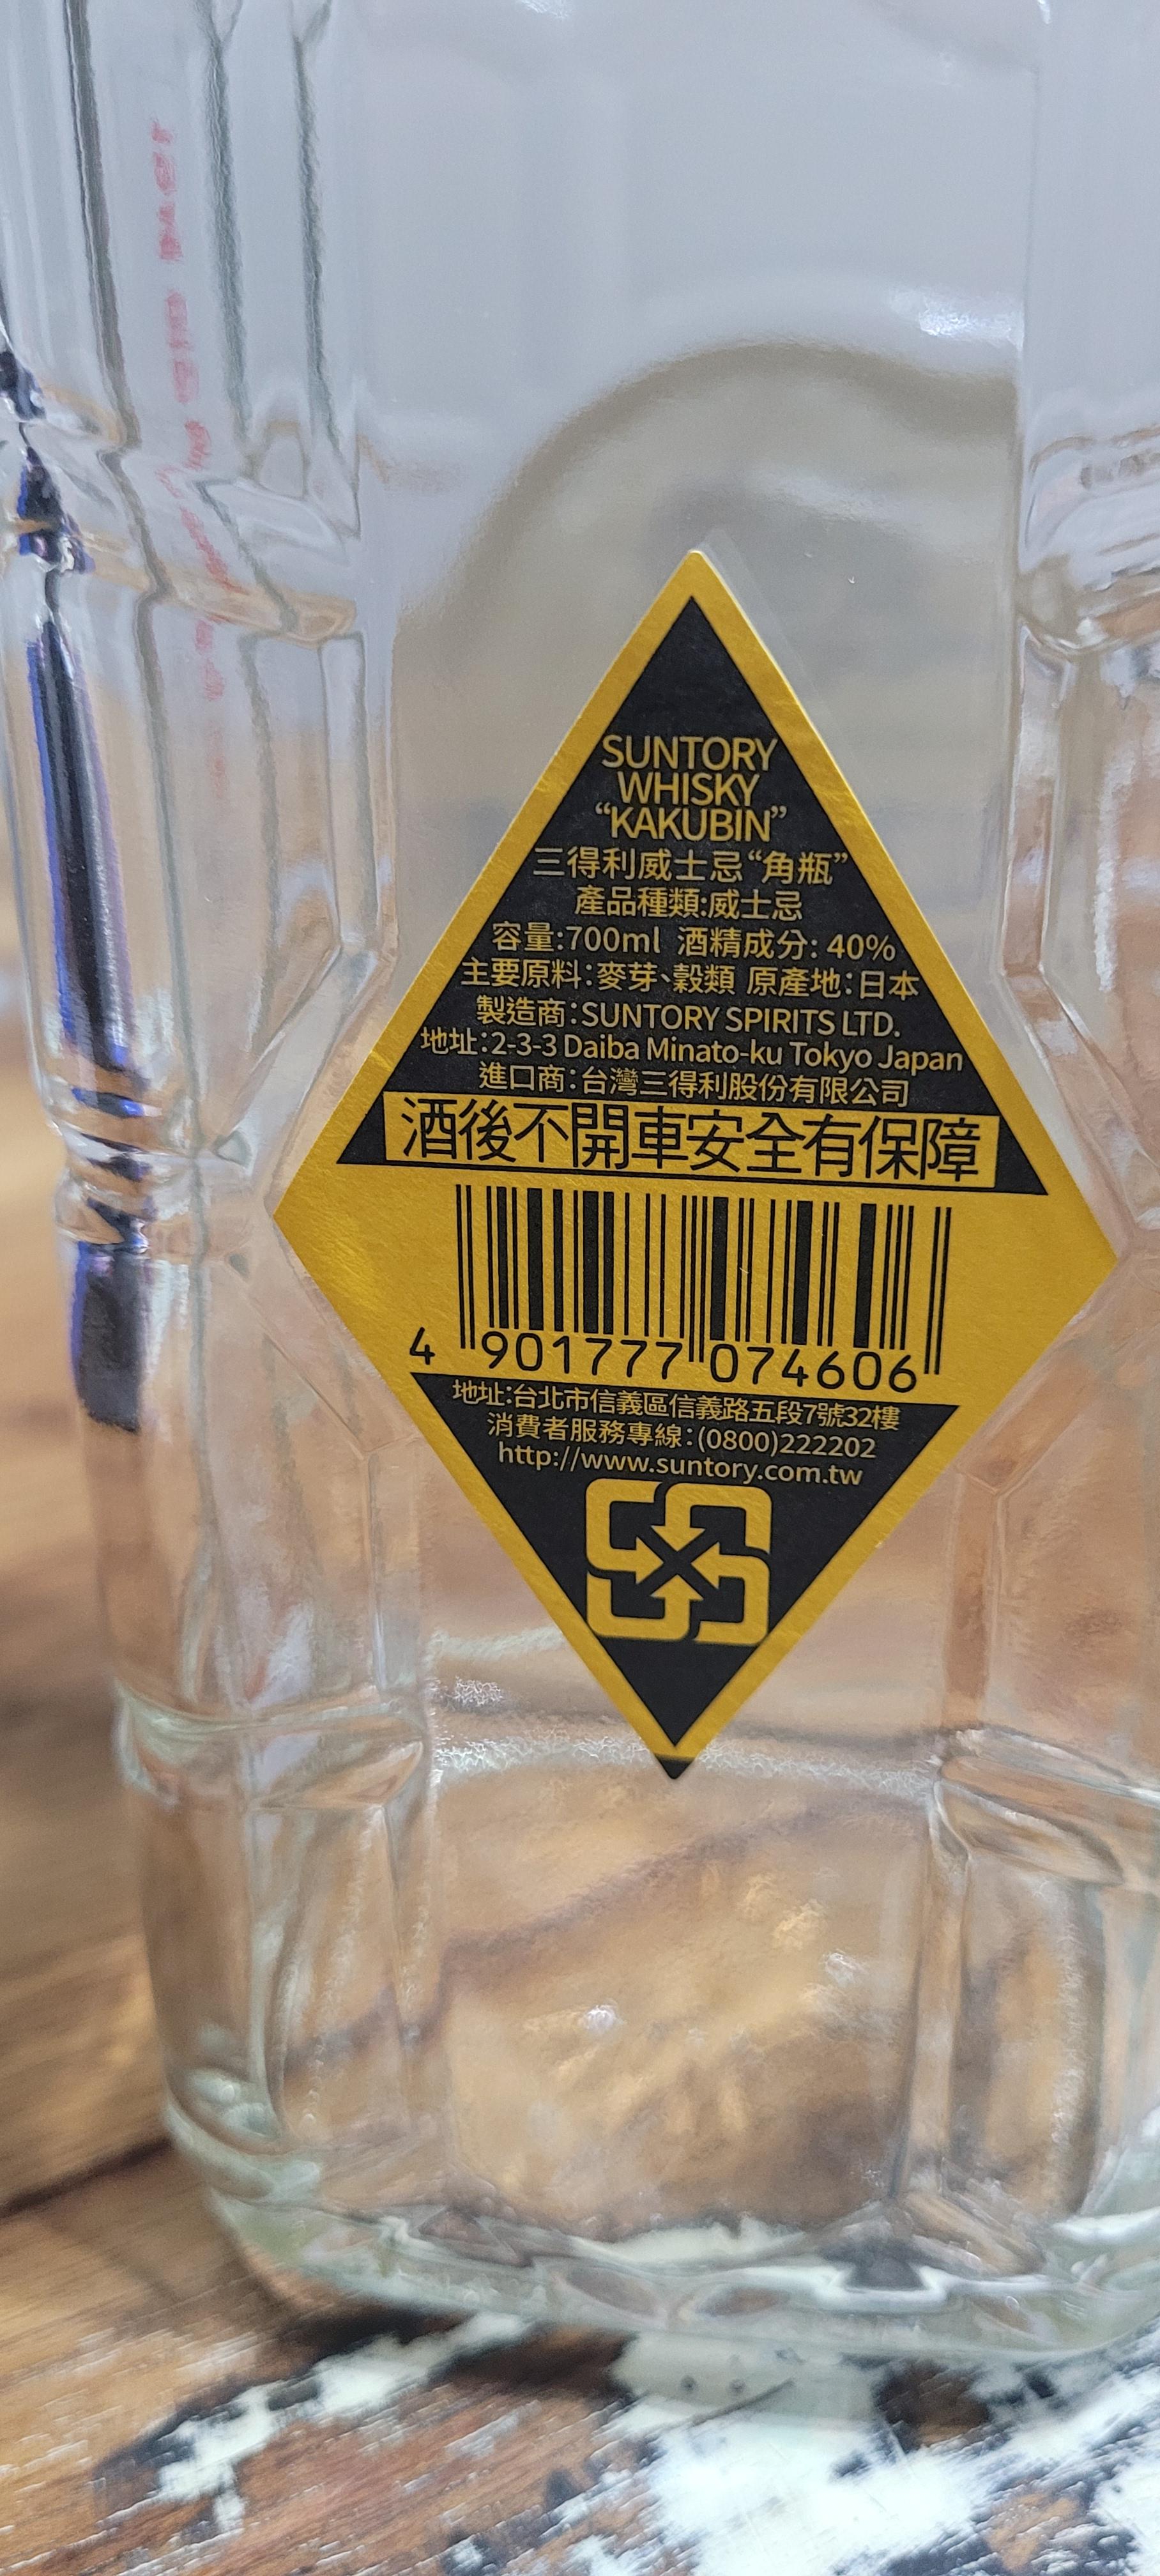 SUNTORY
WHISKY
“KAKUBIN”
三得利威士忌“角瓶”
產品種類:威士忌
容量:700ml 酒精成分: 40%
主要原料:麥芽、穀類 原產地:日本
製造商:SUNTORY SPIRITS LTD.
地址:2-3-3 Daiba Minato-ku Tokyo Japan
進口商:台灣三得利股份有限公司
酒後不開車安全有保障
4 901777 074606
地址:台北市信義區信義路五段7號32樓
消費者服務專線:(0800)222202
http://www.suntory.com.tw